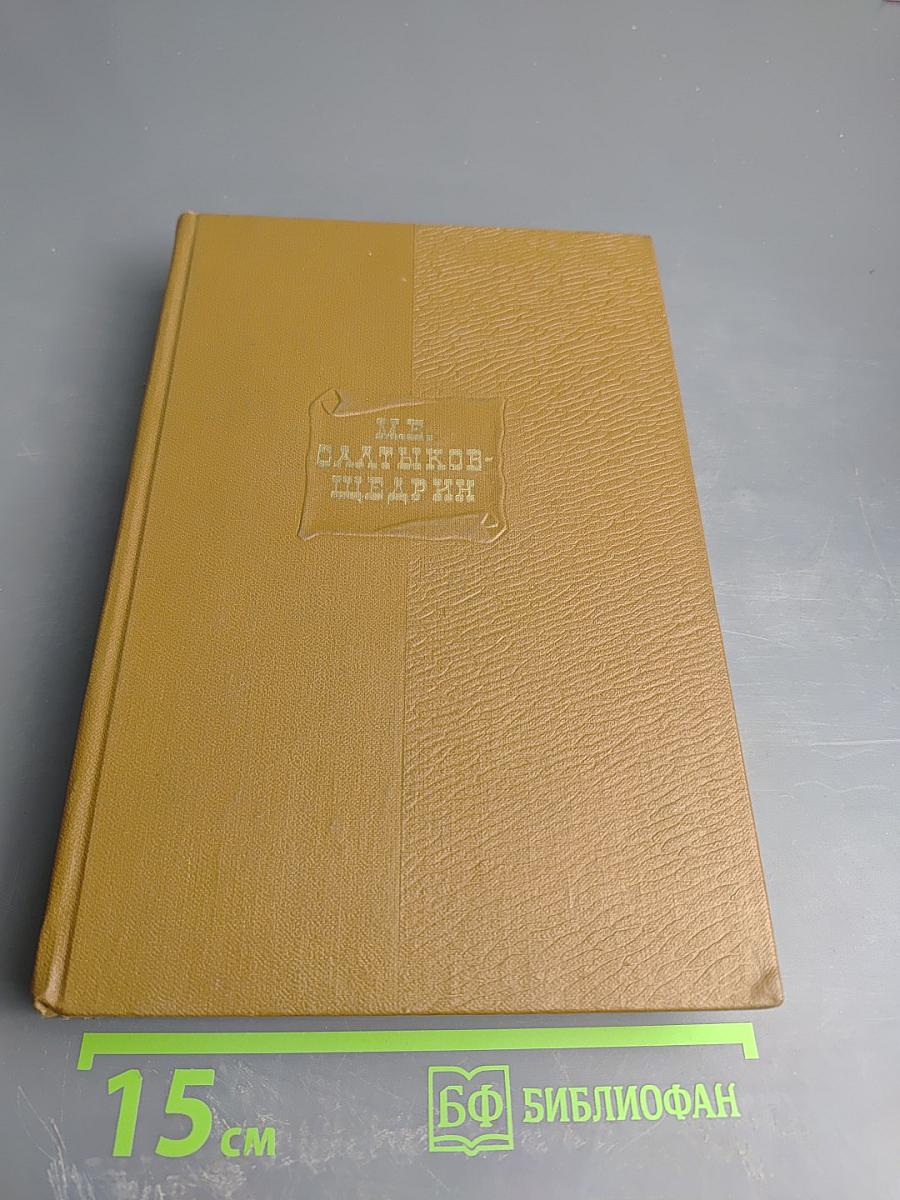 М.Е.
САЛТЫКОВ-
ЩЕДРИН
15 см
БФ БИБЛИОФАН